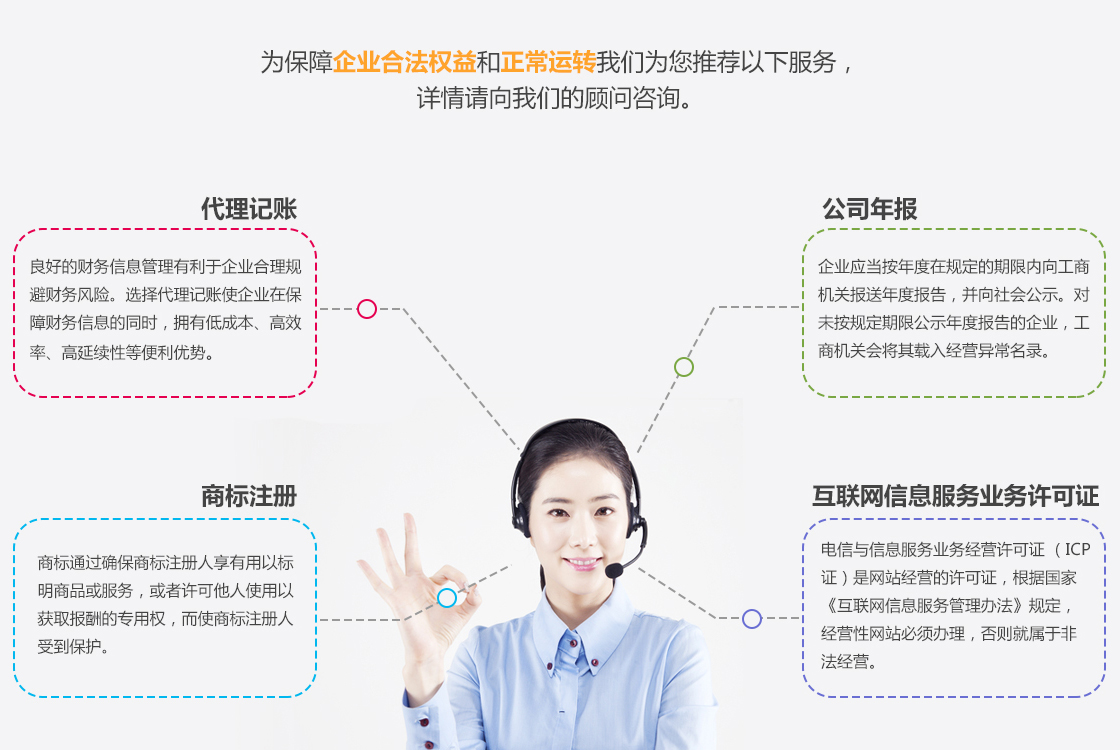 为保障企业合法权益和正常运转我们为您推荐以下服务，
详情请向我们的顾问咨询。
代理记账
良好的财务信息管理有利于企业合理规
避财务风险。选择代理记账使企业在保
障财务信息的同时，拥有低成本、高效
率、高延续性等便利优势。
公司年报
企业应当按年度在规定的期限内向工商
机关报送年度报告，并向社会公示。对
未按规定期限公示年度报告的企业，工
商机关会将其载入经营异常名录。
商标注册
商标通过确保商标注册人享有用以标
明商品或服务，或者许可他人使用以
获取报酬的专用权，而使商标注册人
受到保护。
互联网信息服务业务许可证
电信与信息服务业务经营许可证（ICP
证）是网站经营的许可证，根据国家
《互联网信息服务管理办法》规定，
经营性网站必须办理，否则就属于非
法经营。